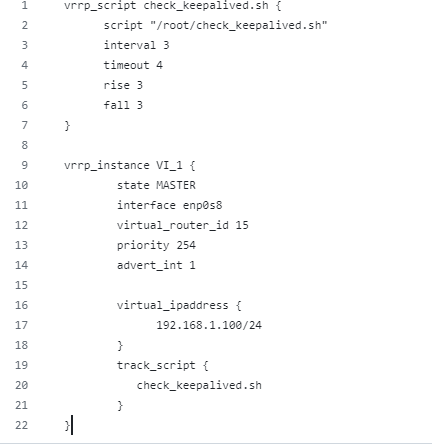 1 vrrp_script check_keepalived.sh {
2 script "/root/check_keepalived.sh"
3 interval 3
4 timeout 4
5 rise 3
6 fall 3
7 }
8
9 vrrp_instance VI_1 {
10 state MASTER
11 interface enp0s8
12 virtual_router_id 15
13 priority 254
14 advert_int 1
15
16 virtual_ipaddress {
17 192.168.1.100/24
18 }
19 track_script {
20 check_keepalived.sh
21 }
22 }